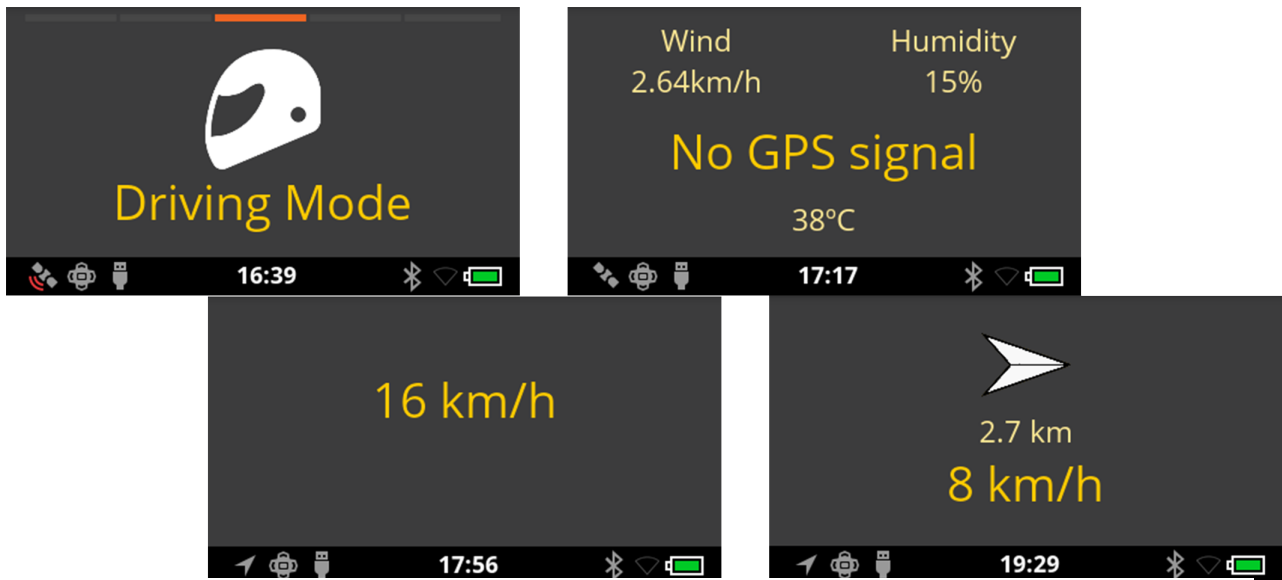 Driving Mode
16:39
Wind Humidity
2.64km/h 15%
No GPS signal
38°C
17:17
16 km/h
17:56
2.7 km
8 km/h
19:29